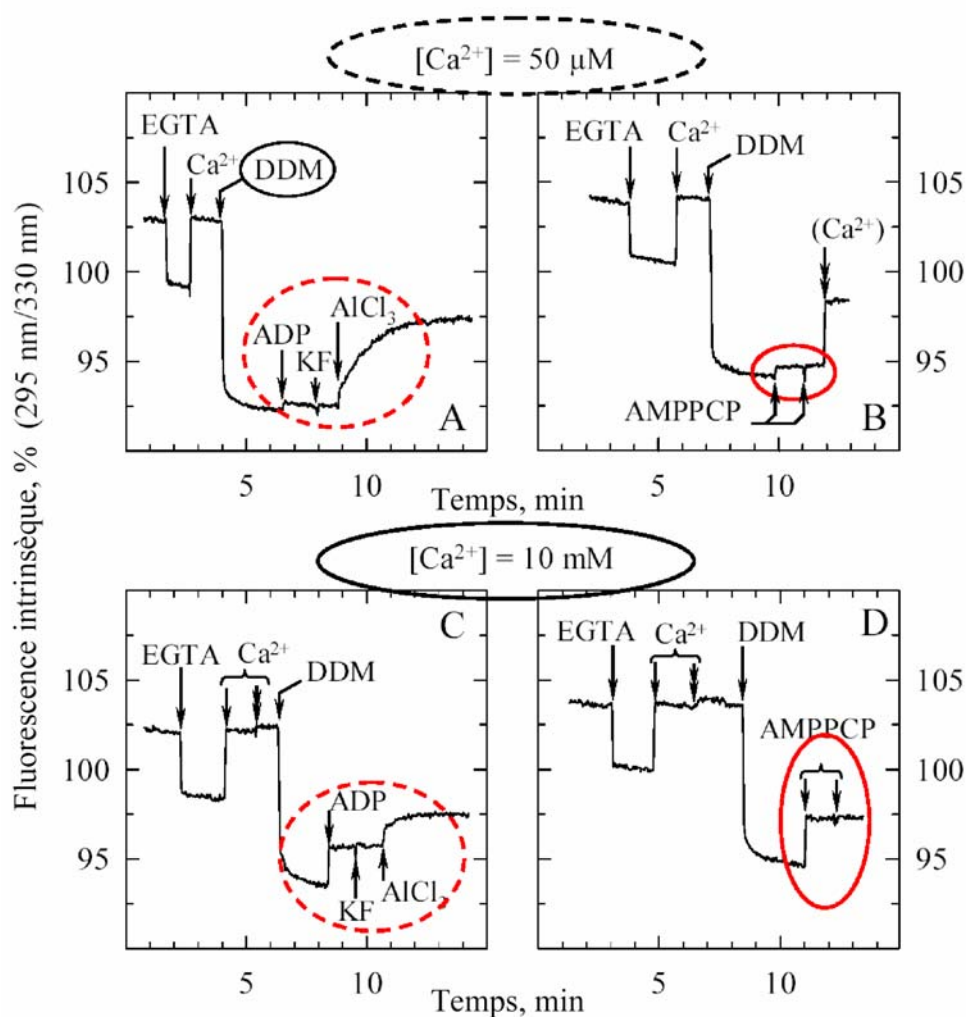 [Ca²⁺] = 50 µM
Fluorescence intrinsèque, % (295 nm/330 nm)
EGTA
Ca²⁺
DDM
ADP
KF
AlCl₃
A
105
100
95
5
10
EGTA
Ca²⁺
DDM
(Ca²⁺)
AMPPCP
B
105
100
95
5
10
Temps, min
[Ca²⁺] = 10 mM
C
EGTA
Ca²⁺
DDM
ADP
KF
AlCl₃
105
100
95
5
10
D
EGTA
Ca²⁺
DDM
AMPPCP
105
100
95
5
10
Temps, min